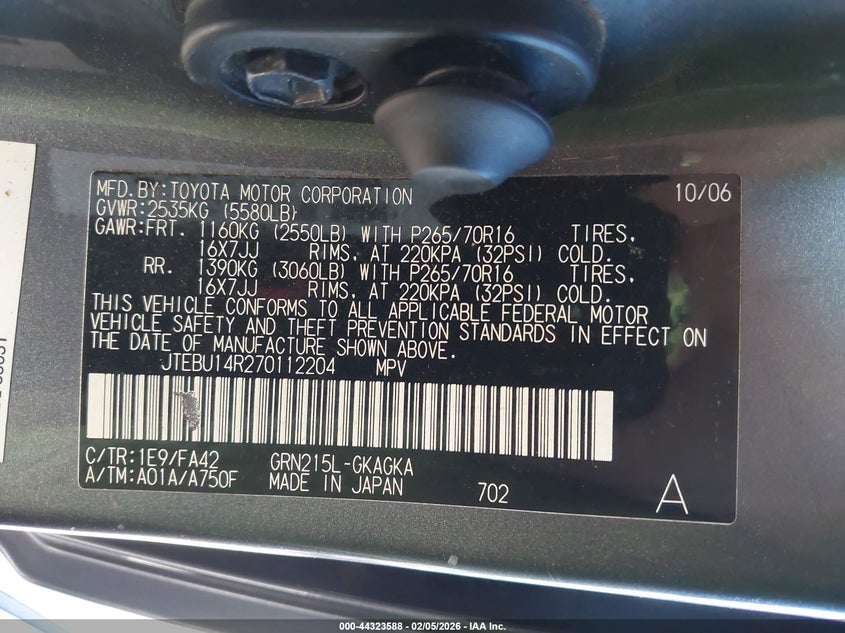 MFD.BY:TOYOTA MOTOR CORPORATION 10/06
GVWR:2535KG (5580LB)
GAWR:FRT. 1160KG (2550LB) WITH P265/70R16 TIRES,
16X7JJ RIMS, AT 220KPA (32PSI) COLD.
RR. 1390KG (3060LB) WITH P265/70R16 TIRES,
16X7JJ RIMS, AT 220KPA (32PSI) COLD.
THIS VEHICLE CONFORMS TO ALL APPLICABLE FEDERAL MOTOR
VEHICLE SAFETY AND THEFT PREVENTION STANDARDS IN EFFECT ON
THE DATE OF MANUFACTURE SHOWN ABOVE.
JTEBU14R270112204 MPV
C/TR:1E9/FA42 GRN215L-GKAGKA
A/TM:A01A/A750F MADE IN JAPAN 702 A
000-44323588 - 02/05/2026 - IAA Inc.